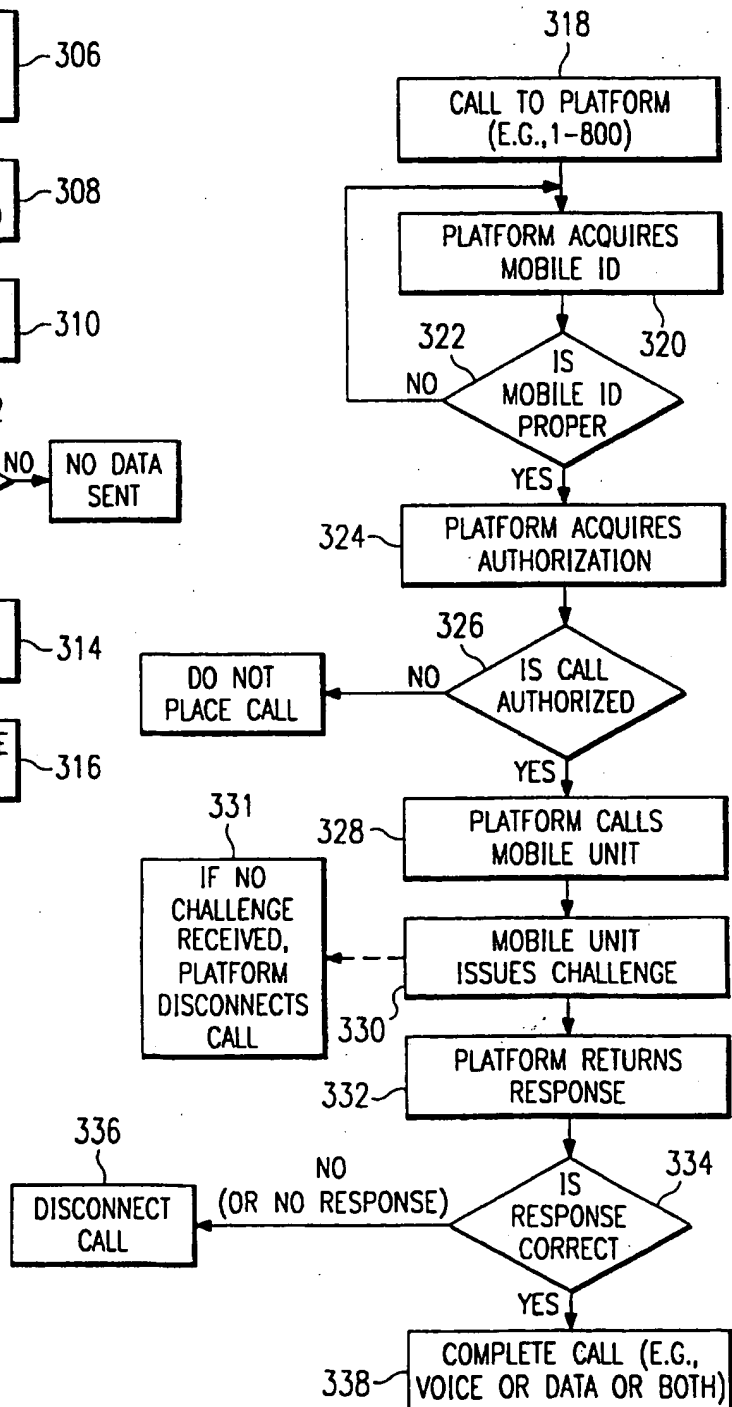 306
308
)
310
2
NO
NO DATA
SENT
314
E
316
318
CALL TO PLATFORM
(E.G.,1-800)
PLATFORM ACQUIRES
MOBILE ID
320
322
IS
MOBILE ID
PROPER
NO
YES
324
PLATFORM ACQUIRES
AUTHORIZATION
326
IS CALL
AUTHORIZED
NO
DO NOT
PLACE CALL
YES
328
PLATFORM CALLS
MOBILE UNIT
331
IF NO
CHALLENGE
RECEIVED,
PLATFORM
DISCONNECTS
CALL
MOBILE UNIT
ISSUES CHALLENGE
330
PLATFORM RETURNS
RESPONSE
332
334
IS
RESPONSE
CORRECT
NO
(OR NO RESPONSE)
336
DISCONNECT
CALL
YES
COMPLETE CALL (E.G.,
VOICE OR DATA OR BOTH)
338